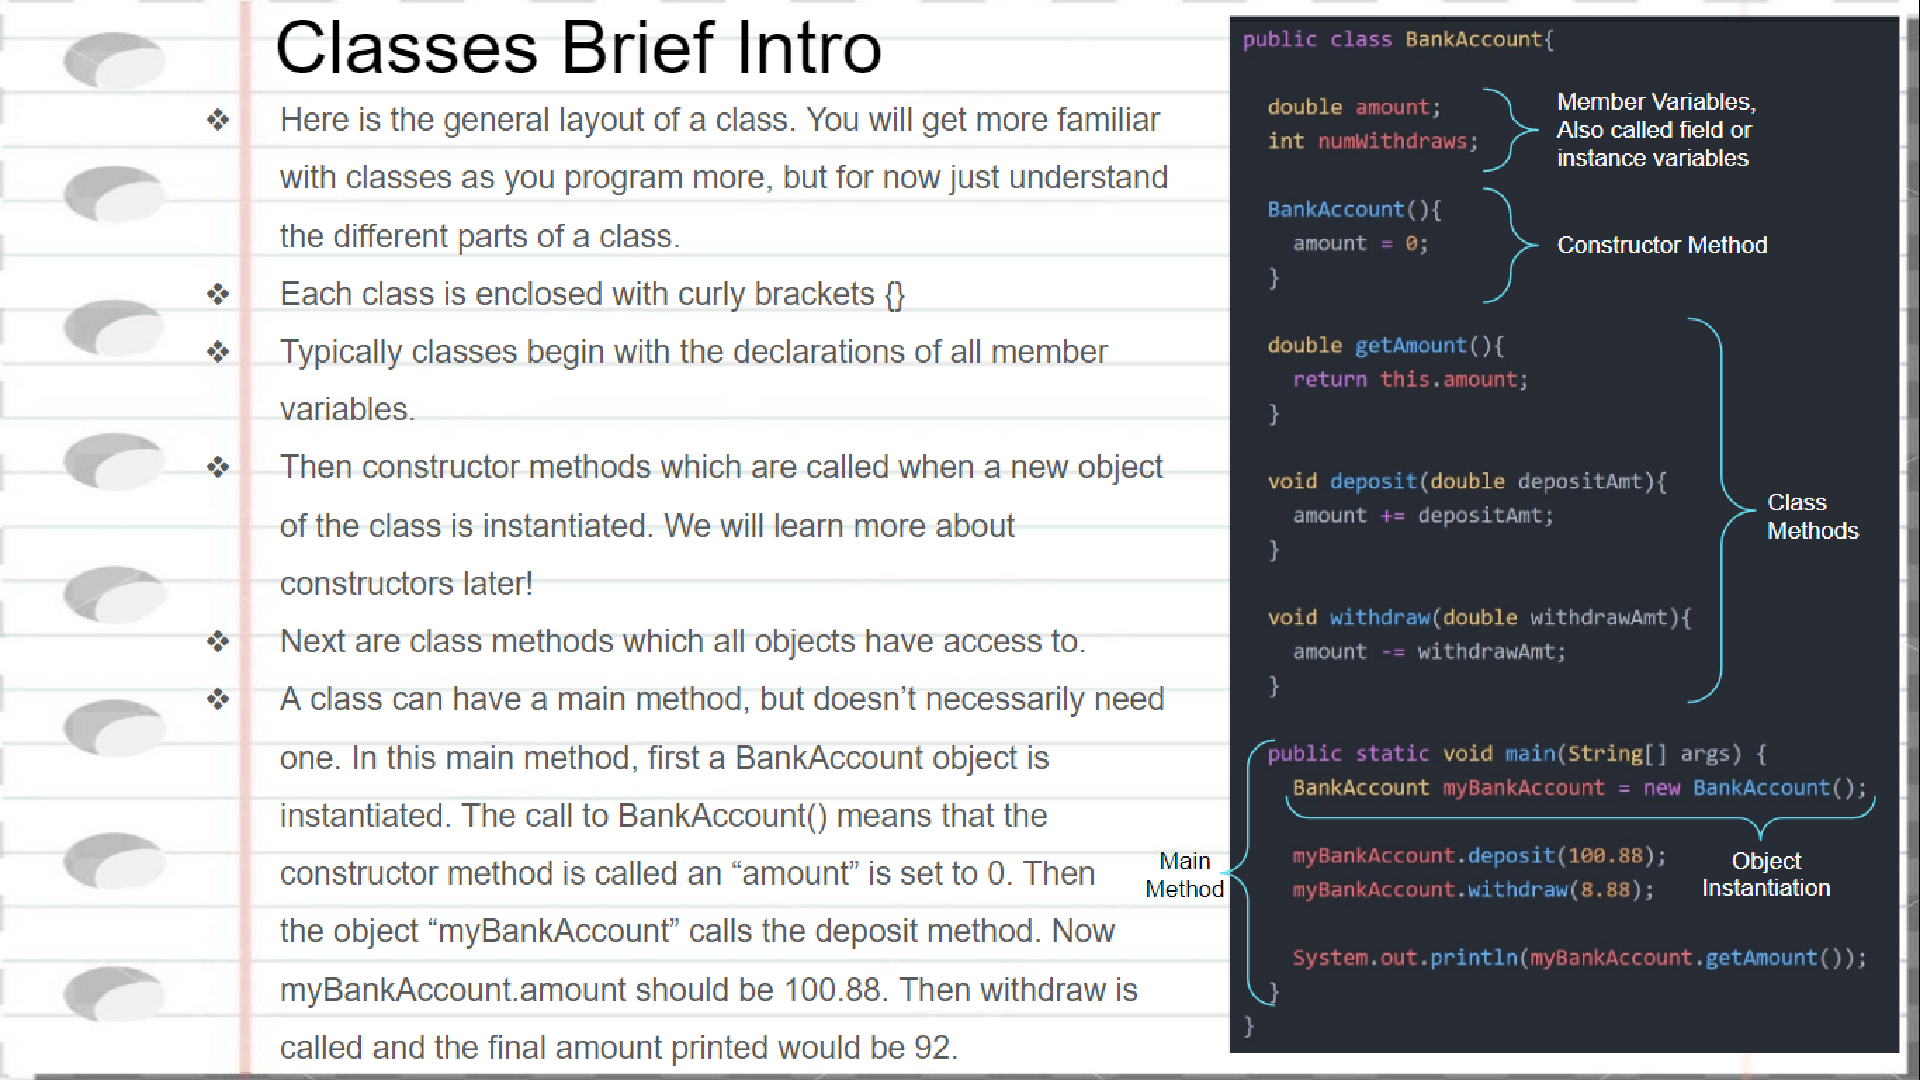 Classes Brief Intro
❖ Here is the general layout of a class. You will get more familiar
with classes as you program more, but for now just understand
the different parts of a class.
❖ Each class is enclosed with curly brackets {}
❖ Typically classes begin with the declarations of all member
variables.
❖ Then constructor methods which are called when a new object
of the class is instantiated. We will learn more about
constructors later!
❖ Next are class methods which all objects have access to.
❖ A class can have a main method, but doesn’t necessarily need
one. In this main method, first a BankAccount object is
instantiated. The call to BankAccount() means that the
constructor method is called an “amount” is set to 0. Then
the object “myBankAccount” calls the deposit method. Now
myBankAccount.amount should be 100.88. Then withdraw is
called and the final amount printed would be 92.
public class BankAccount{
double amount;
int numWithdraws;
Member Variables,
Also called field or
instance variables
BankAccount(){
amount = 0;
}
Constructor Method
double getAmount(){
return this.amount;
}
void deposit(double depositAmt){
amount += depositAmt;
}
void withdraw(double withdrawAmt){
amount -= withdrawAmt;
}
Class
Methods
public static void main(String[] args) {
BankAccount myBankAccount = new BankAccount();
myBankAccount.deposit(100.88);
myBankAccount.withdraw(8.88);
Object
Instantiation
System.out.println(myBankAccount.getAmount());
}
}
Main
Method